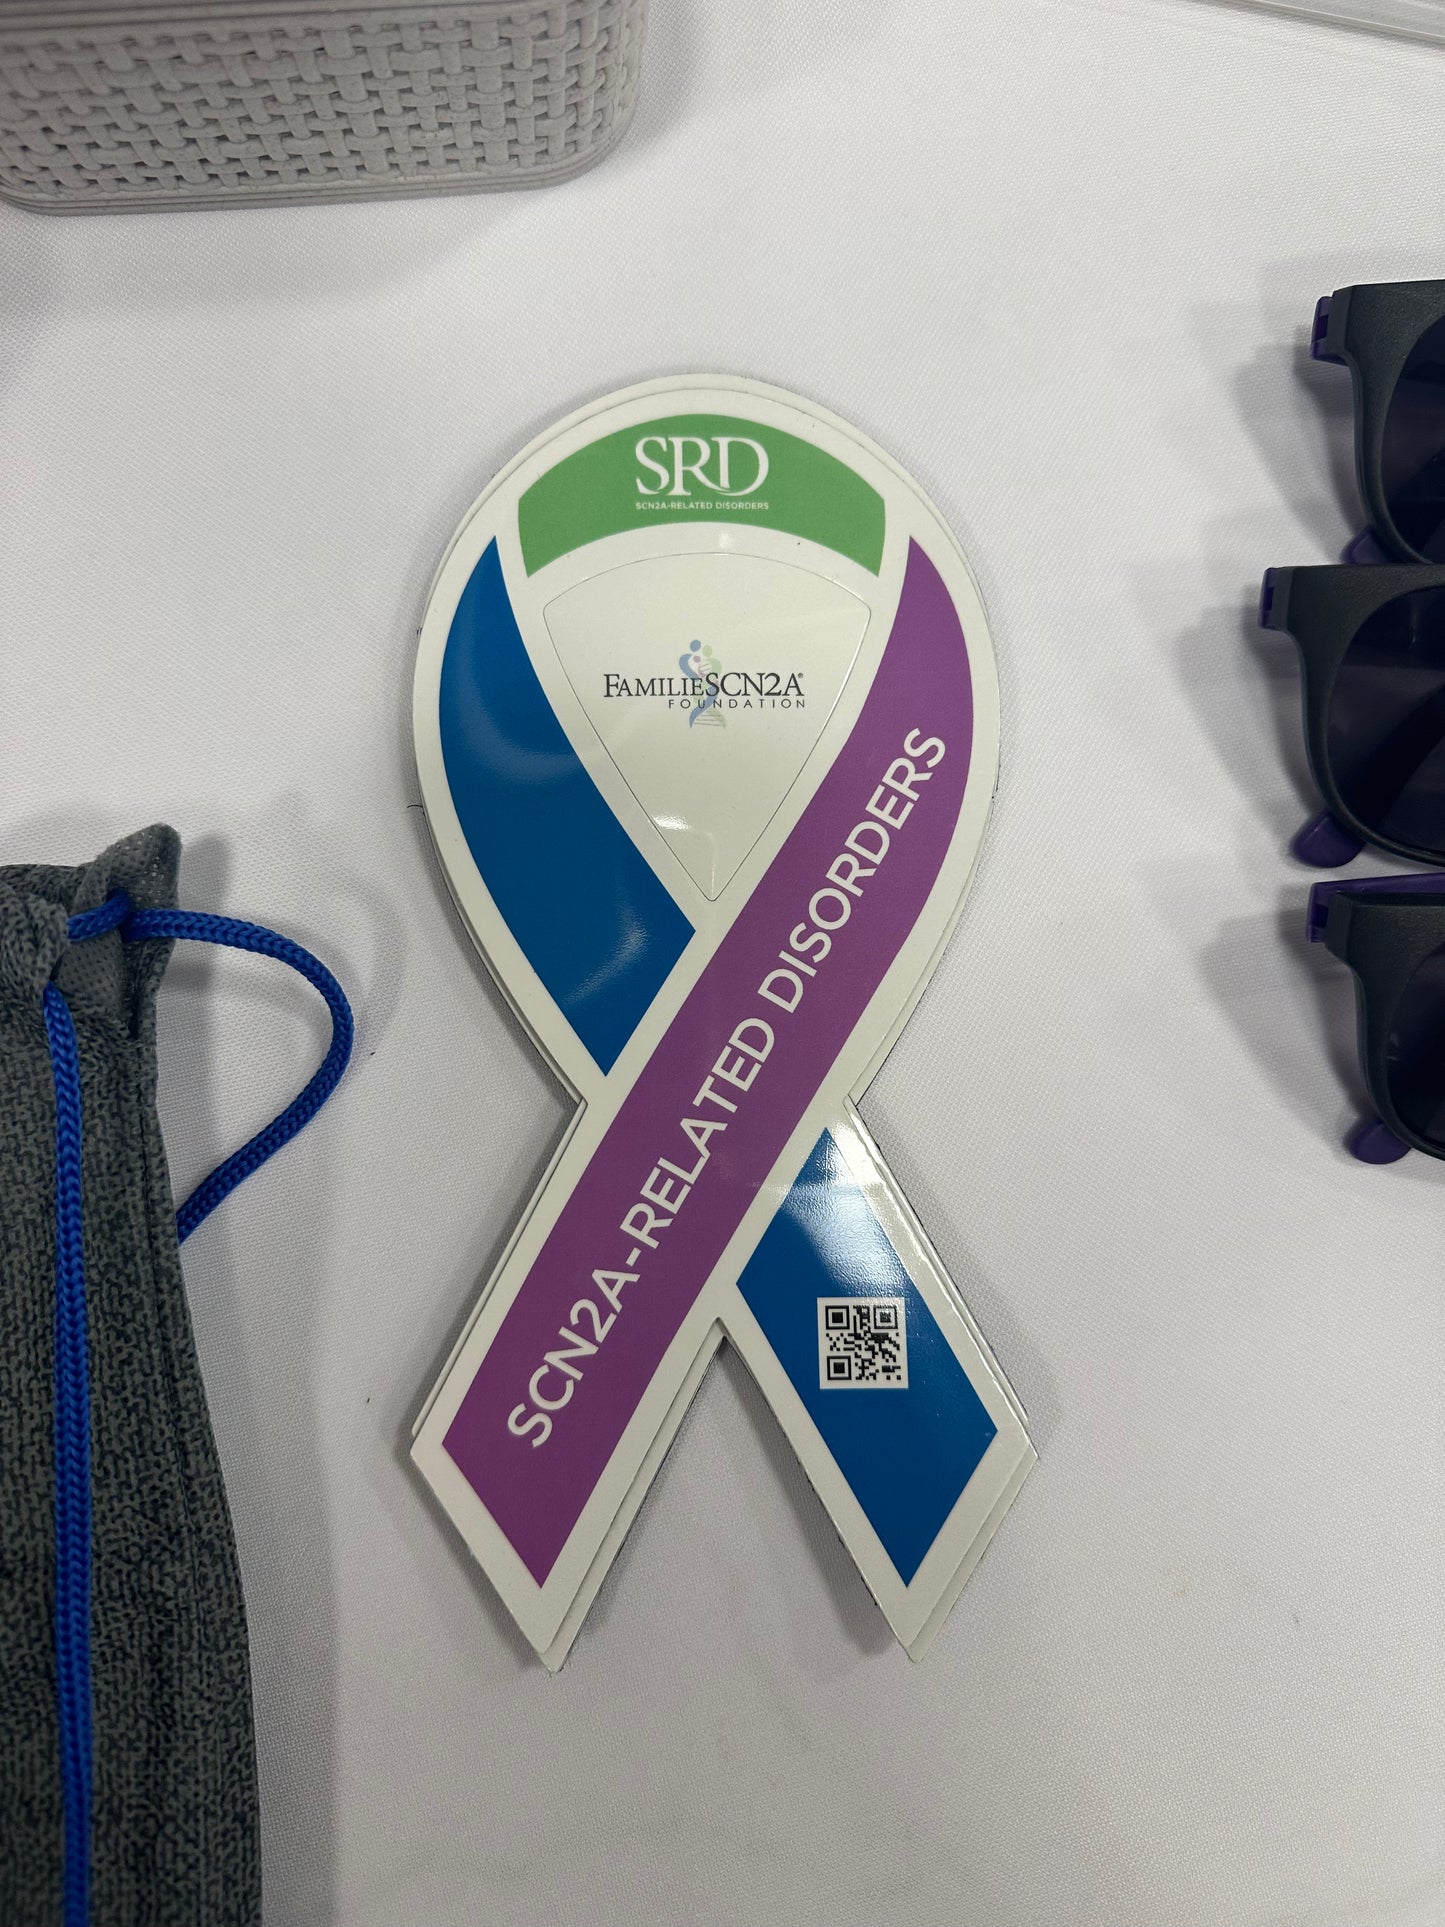 SRD
SCN2A-RELATED DISORDERS
FAMILIESCN2A®
FOUNDATION
SCN2A-RELATED DISORDERS